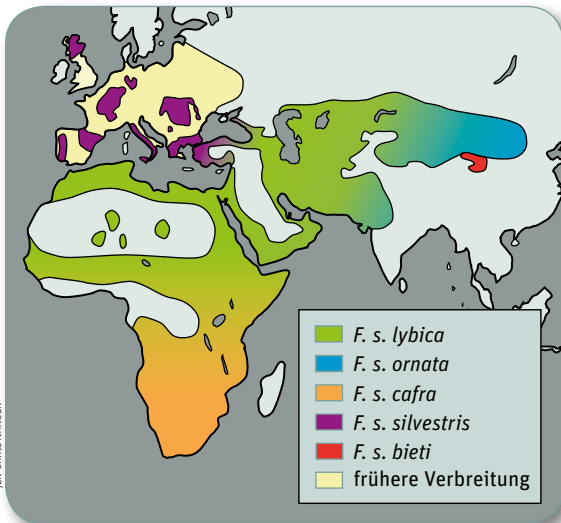 F. s. lybica
F. s. ornata
F. s. cafra
F. s. silvestris
F. s. bieti
frühere Verbreitung